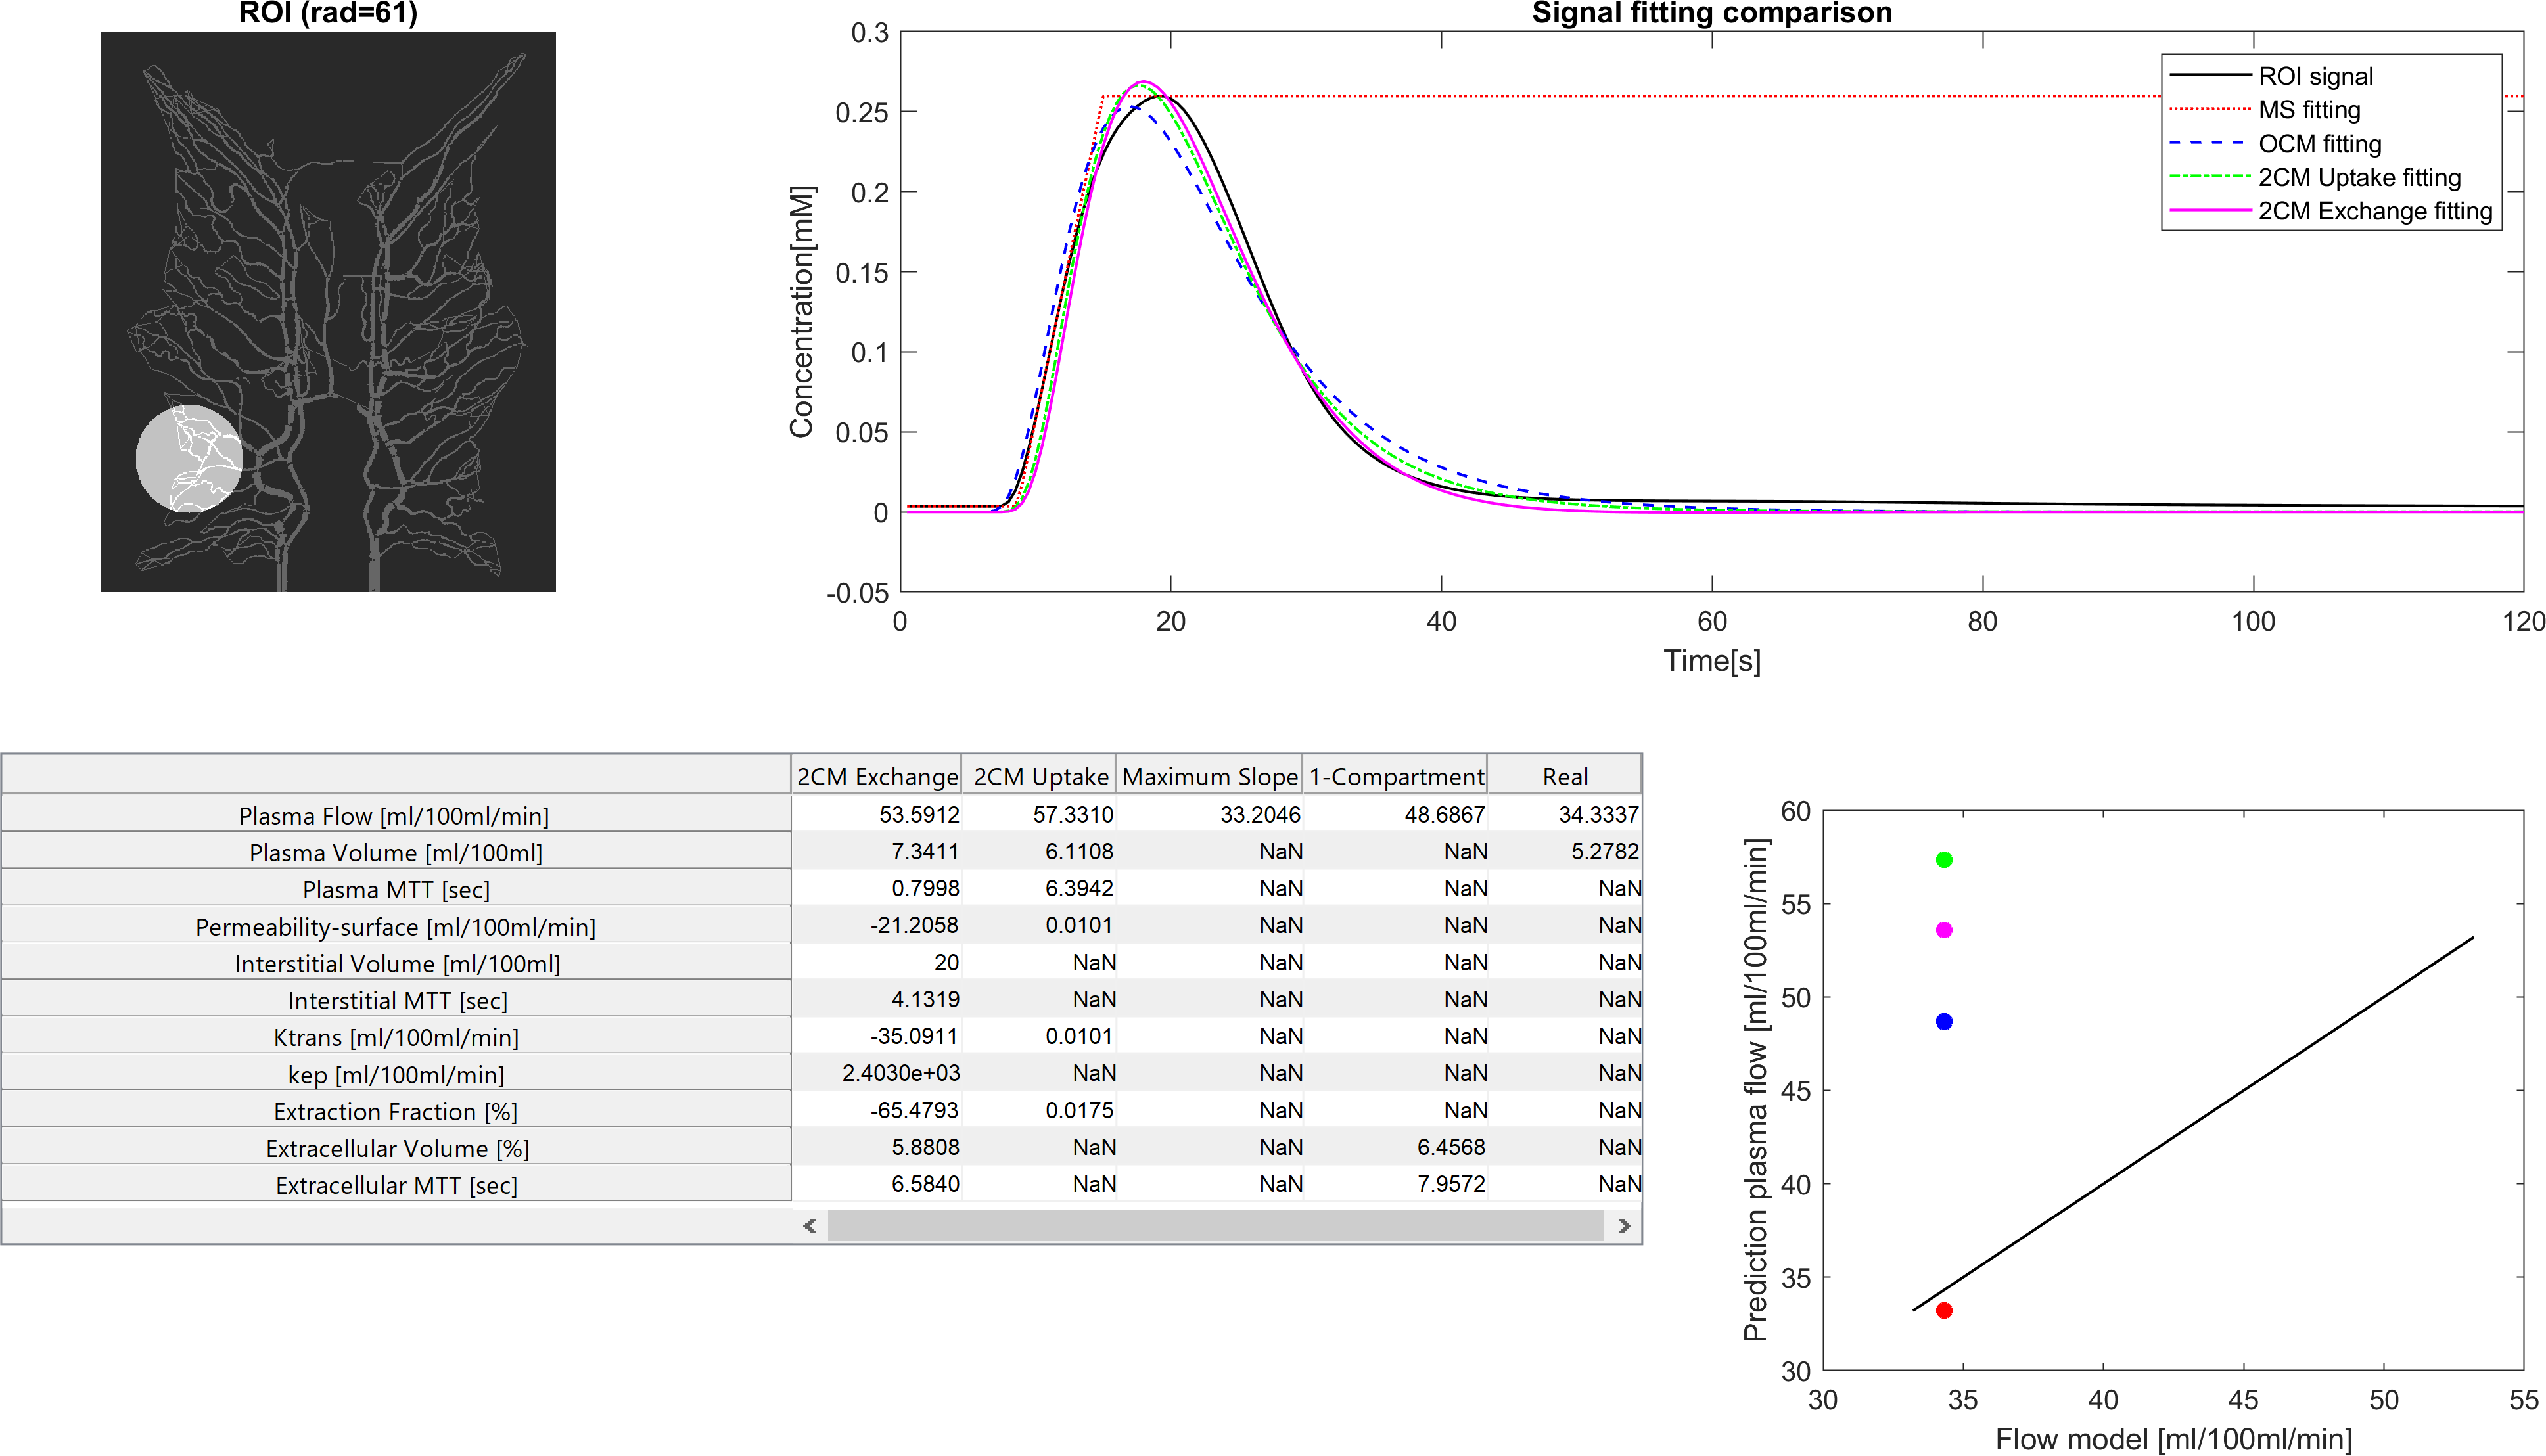 ROI (rad=61)
Signal fitting comparison
0.3
0.25
0.2
0.15
0.1
0.05
0
-0.05
Concentration[mM]
0 20 40 60 80 100 120
Time[s]
ROI signal
MS fitting
OCM fitting
2CM Uptake fitting
2CM Exchange fitting
2CM Exchange 2CM Uptake Maximum Slope 1-Compartment Real
Plasma Flow [ml/100ml/min] 53.5912 57.3310 33.2046 48.6867 34.3337
Plasma Volume [ml/100ml] 7.3411 6.1108 NaN NaN 5.2782
Plasma MTT [sec] 0.7998 6.3942 NaN NaN NaN
Permeability-surface [ml/100ml/min] -21.2058 0.0101 NaN NaN NaN
Interstitial Volume [ml/100ml] 20 NaN NaN NaN NaN
Interstitial MTT [sec] 4.1319 NaN NaN NaN NaN
Ktrans [ml/100ml/min] -35.0911 0.0101 NaN NaN NaN
kep [ml/100ml/min] 2.4030e+03 NaN NaN NaN NaN
Extraction Fraction [%] -65.4793 0.0175 NaN NaN NaN
Extracellular Volume [%] 5.8808 NaN NaN 6.4568 NaN
Extracellular MTT [sec] 6.5840 NaN NaN 7.9572 NaN
60
55
50
45
40
35
30
Prediction plasma flow [ml/100ml/min]
30 35 40 45 50 55
Flow model [ml/100ml/min]